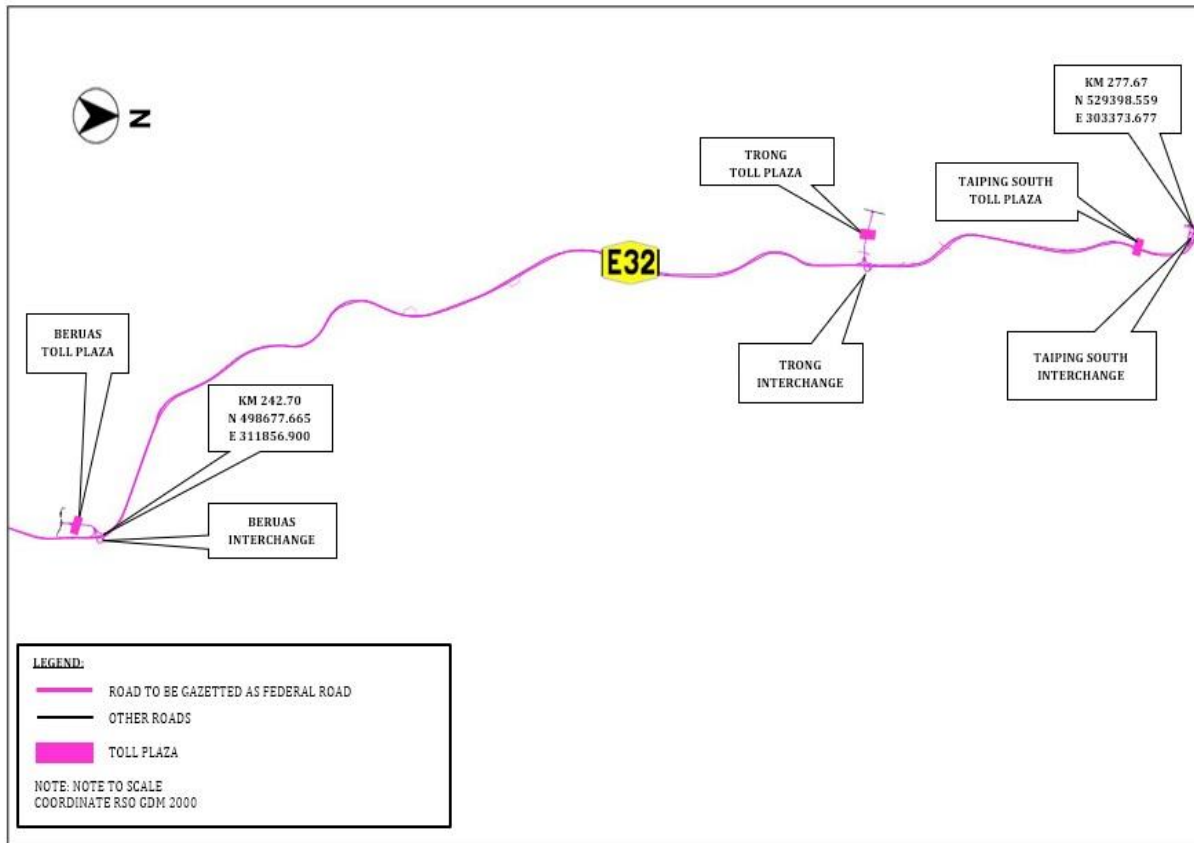 N
KM 277.67
N 529398.559
E 303373.677
TRONG
TOLL PLAZA
TAIPING SOUTH
TOLL PLAZA
E32
BERUAS
TOLL PLAZA
TRONG
INTERCHANGE
TAIPING SOUTH
INTERCHANGE
KM 242.70
N 498677.665
E 311856.900
BERUAS
INTERCHANGE
LEGEND:
ROAD TO BE GAZETTED AS FEDERAL ROAD
OTHER ROADS
TOLL PLAZA
NOTE: NOTE TO SCALE
COORDINATE RSO GDM 2000